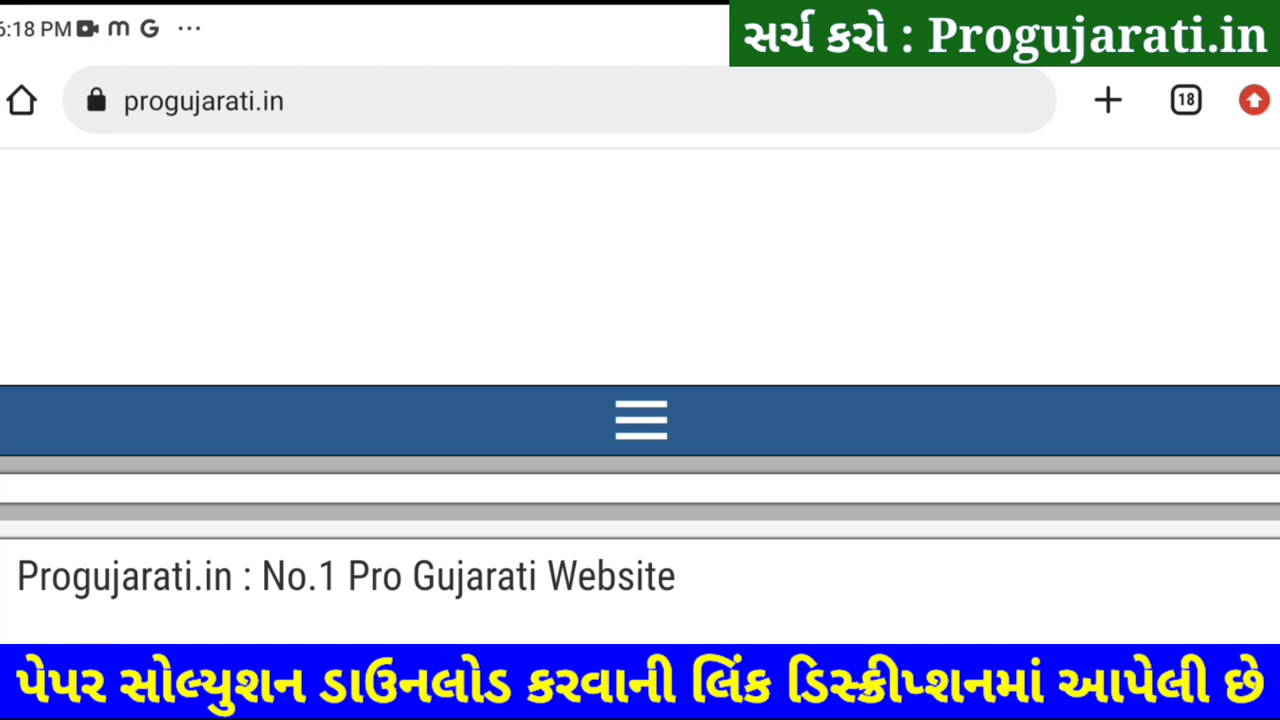 6:18 PM
સર્ચ કરો : Progujarati.in
progujarati.in
18
Progujarati.in : No.1 Pro Gujarati Website
પેપર સોલ્યુશન ડાઉનલોડ કરવાની લિંક ડિસ્ક્રીપ્શનમાં આપેલી છે